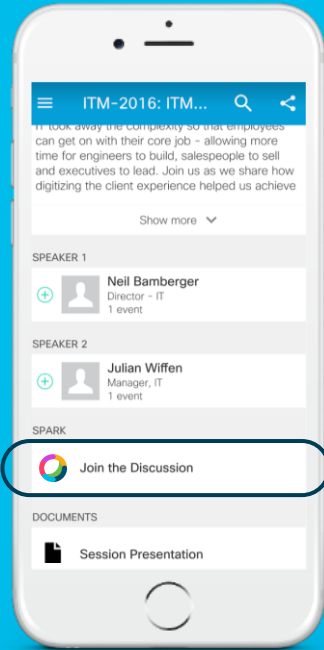 ITM-2016: ITM...
IT took away the complexity so that employees
can get on with their core job - allowing more
time for engineers to build, salespeople to sell
and executives to lead. Join us as we share how
digitizing the client experience helped us achieve
Show more
SPEAKER 1
Neil Bamberger
Director - IT
1 event
SPEAKER 2
Julian Wiffen
Manager, IT
1 event
SPARK
Join the Discussion
DOCUMENTS
Session Presentation